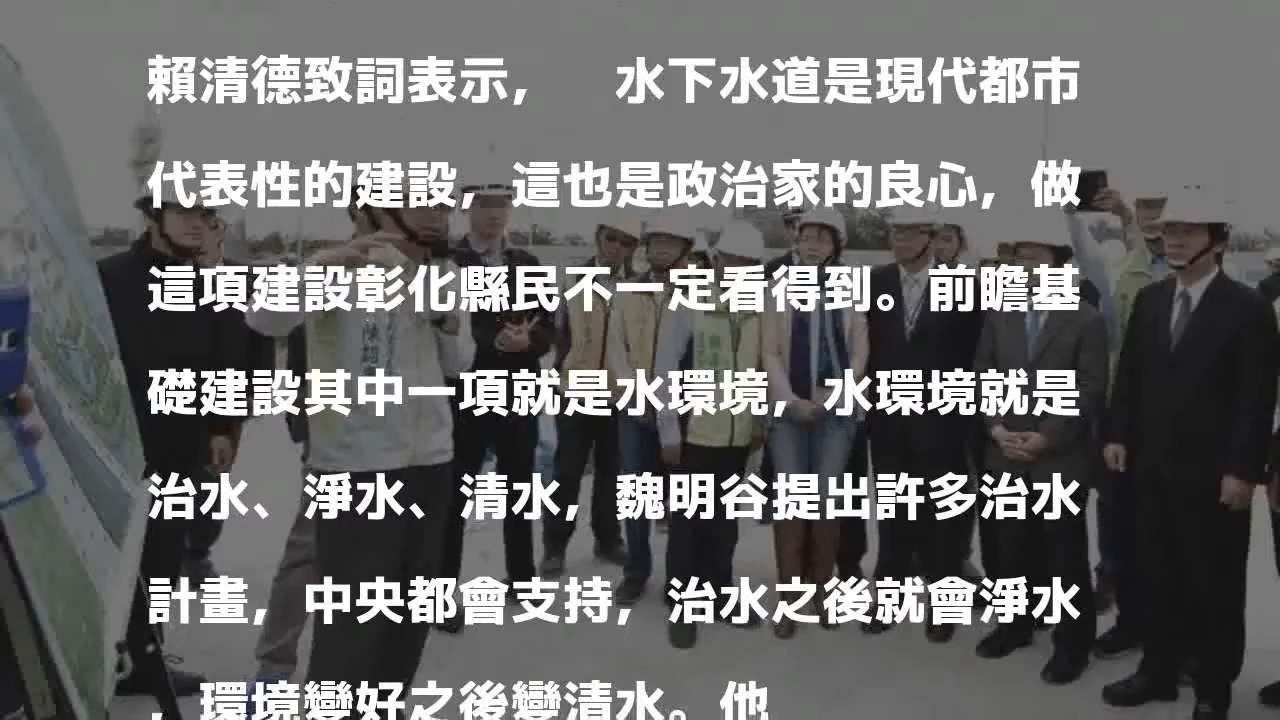 賴清德致詞表示，　水下水道是現代都市
代表性的建設，這也是政治家的良心，做
這項建設彰化縣民不一定看得到。前瞻基
礎建設其中一項就是水環境，水環境就是
治水、淨水、清水，魏明谷提出許多治水
計畫，中央都會支持，治水之後就會淨水
，環境變好之後變清水。他